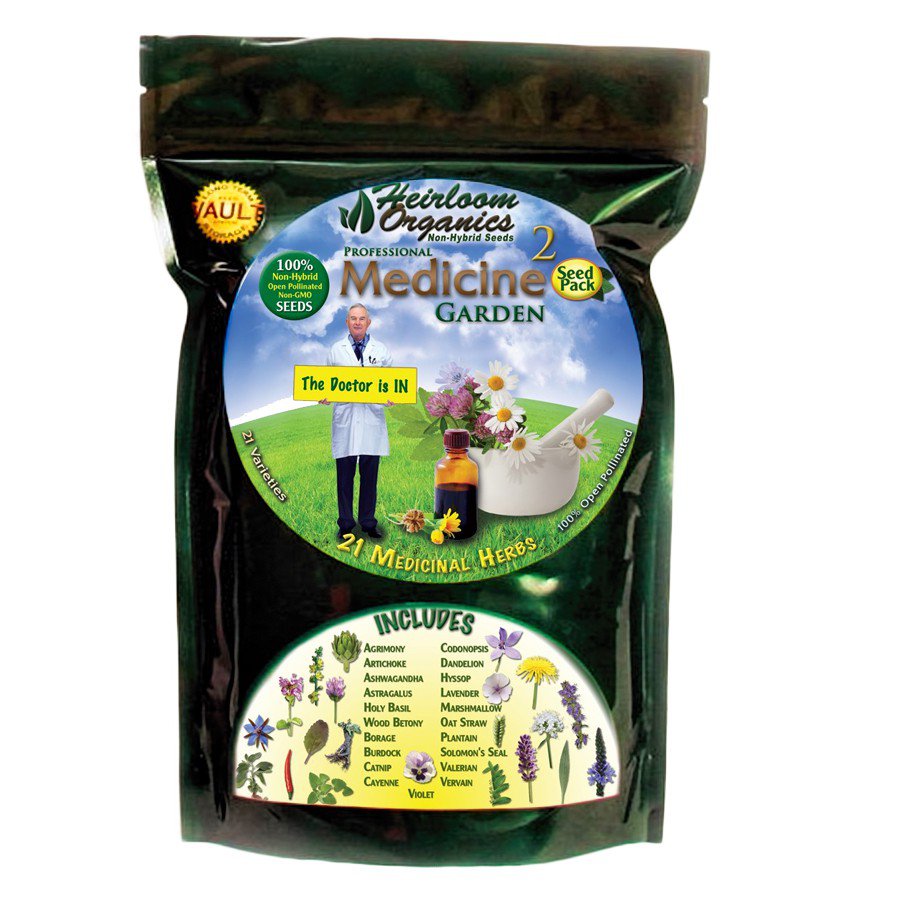 LONG TERM
VAULT
STORAGE
Heirloom
Organics
Non-Hybrid Seeds
PROFESSIONAL
Medicine 2
GARDEN
Seed
Pack
100%
Non-Hybrid
Open Pollinated
Non-GMO
SEEDS
The Doctor is IN
21 Varieties
100% Open Pollinated
21 MEDICINAL HERBS
INCLUDES
AGRIMONY
ARTICHOKE
ASHWAGANDHA
ASTRAGALUS
HOLY BASIL
WOOD BETONY
BORAGE
BURDOCK
CATNIP
CAYENNE
CODONOPSIS
DANDELION
HYSSOP
LAVENDER
MARSHMALLOW
OAT STRAW
PLANTAIN
SOLOMON'S SEAL
VALERIAN
VERVAIN
VIOLET